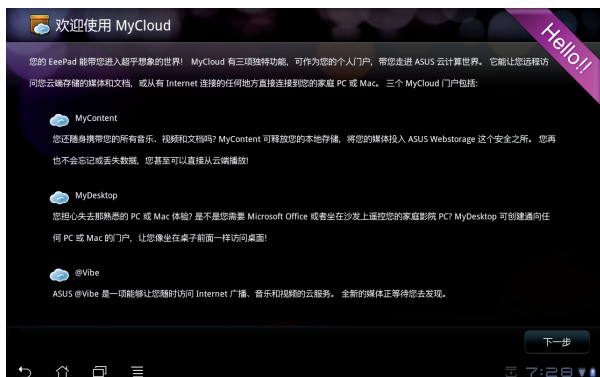 欢迎使用 MyCloud
Hello!!
您的 EeePad 能带您进入超乎想象的世界! MyCloud 有三项独特功能, 可作为您的个人门户, 带您走进 ASUS 云计算世界。 它能让您远程访
问您云端存储的媒体和文档, 或从有 Internet 连接的任何地方直接连接到您的家庭 PC 或 Mac。 三个 MyCloud 门户包括:
MyContent
您还随身携带您的所有音乐、视频和文档吗? MyContent 可释放您的本地存储, 将您的媒体投入 ASUS Webstorage 这个安全之所。 您再
也不会忘记或丢失数据, 您甚至可以直接从云端播放!
MyDesktop
您担心失去那熟悉的 PC 或 Mac 体验? 是不是您需要 Microsoft Office 或者坐在沙发上遥控您的家庭影院 PC? MyDesktop 可创建通向任
何 PC 或 Mac 的门户, 让您像坐在桌子前面一样访问桌面!
@Vibe
ASUS @Vibe 是一项能够让您随时访问 Internet 广播、音乐和视频的云服务。 全新的媒体正等待您去发现。
下一步
7:28